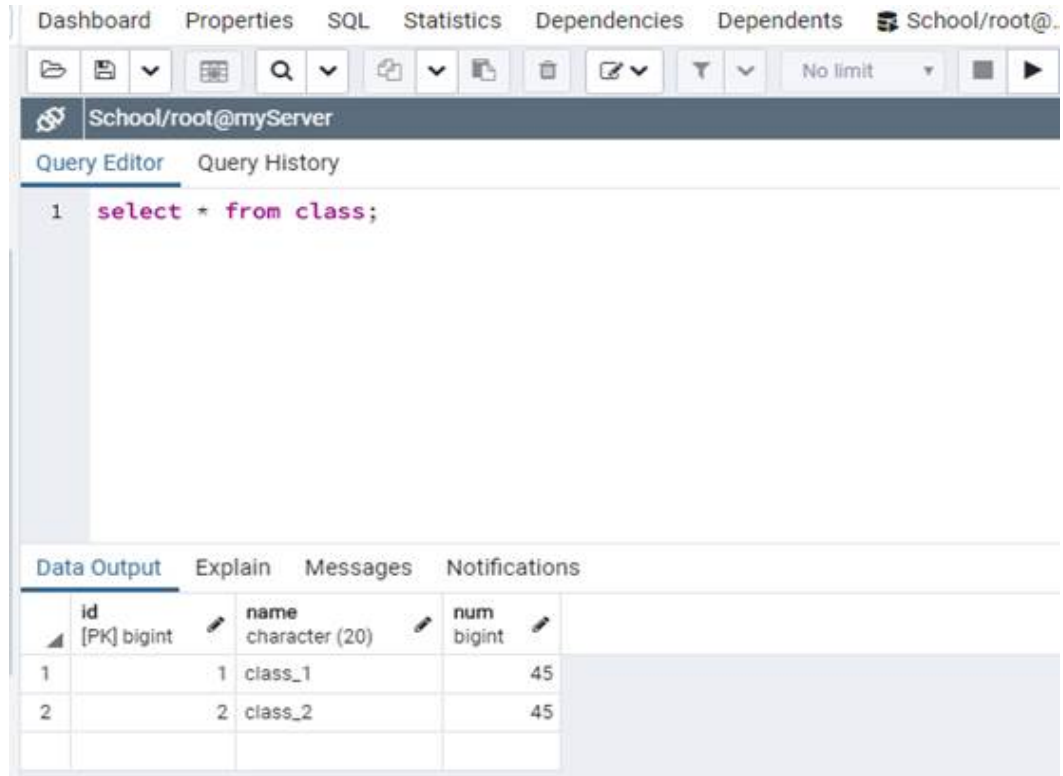 Dashboard Properties SQL Statistics Dependencies Dependents School/root@..
No limit
School/root@myServer
Query Editor Query History
1 select * from class;
Data Output Explain Messages Notifications
id name num
[PK] bigint character (20) bigint
1 1 class_1 45
2 2 class_2 45